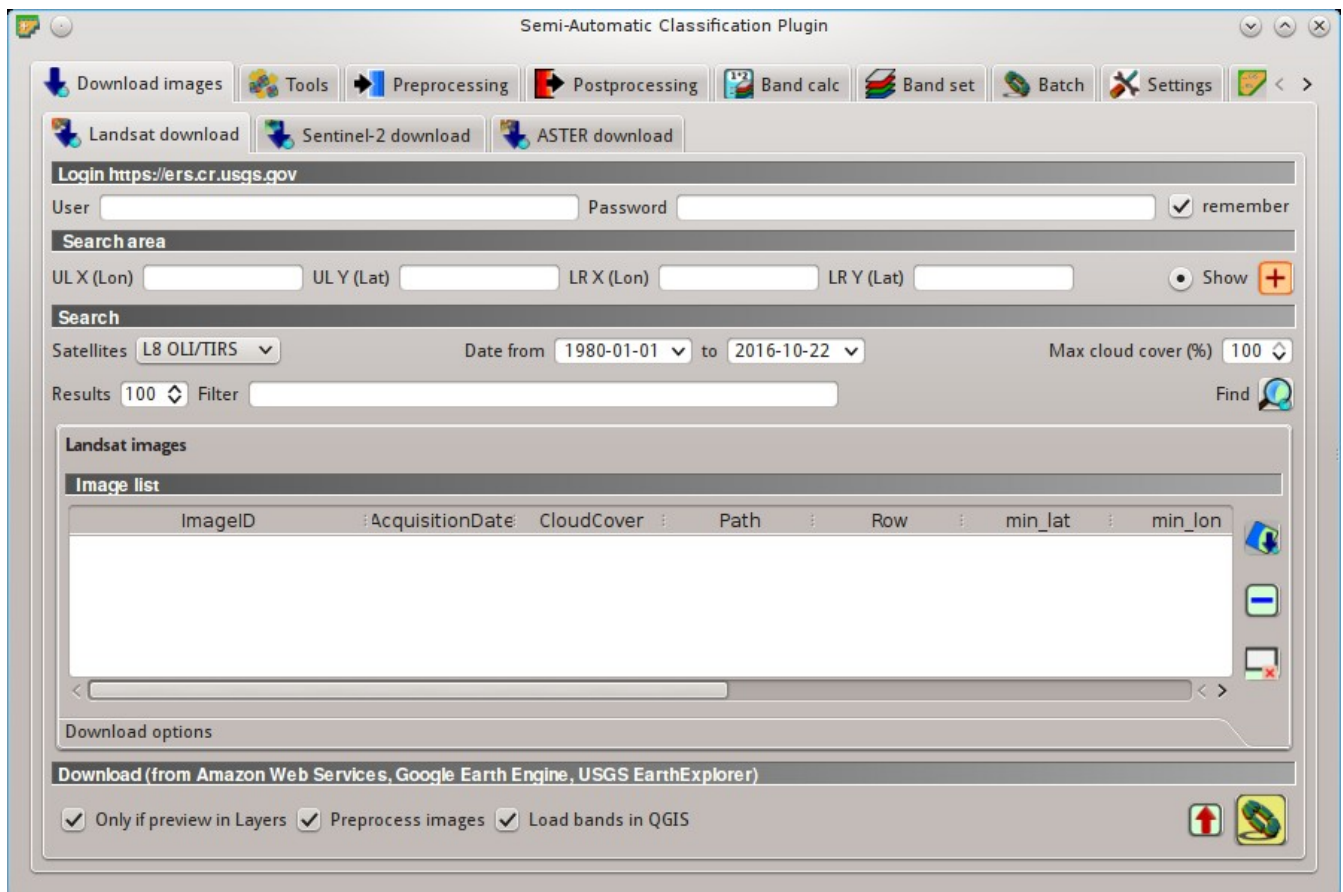 Semi-Automatic Classification Plugin
Download images Tools Preprocessing Postprocessing Band calc Band set Batch Settings
Landsat download Sentinel-2 download ASTER download
Login https://ers.cr.usgs.gov
User Password remember
Search area
UL X (Lon) UL Y (Lat) LR X (Lon) LR Y (Lat) Show
Search
Satellites L8 OLI/TIRS Date from 1980-01-01 to 2016-10-22 Max cloud cover (%) 100
Results 100 Filter Find
Landsat images
Image list
ImageID AcquisitionDate CloudCover Path Row min_lat min_lon
Download options
Download (from Amazon Web Services, Google Earth Engine, USGS EarthExplorer)
Only if preview in Layers Preprocess images Load bands in QGIS